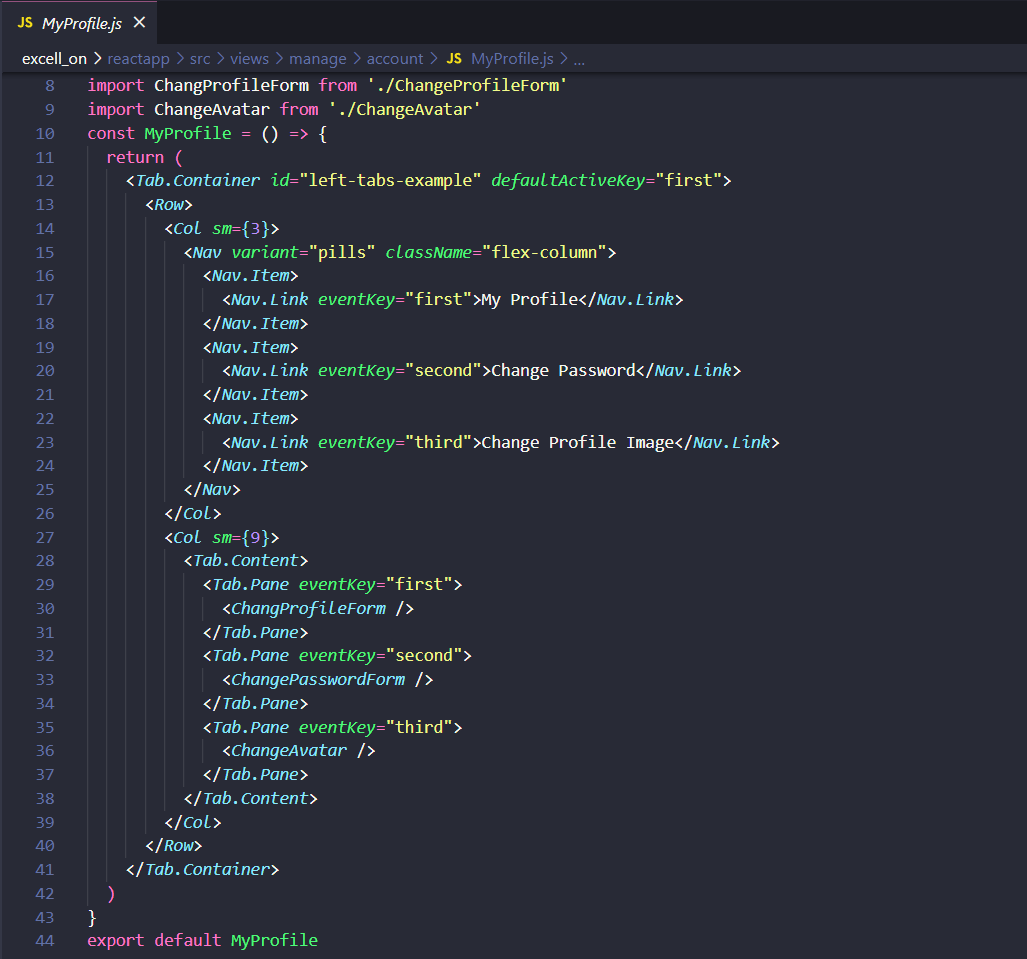 JS MyProfile.js ✕
excell_on > reactapp > src > views > manage > account > JS MyProfile.js > ...
8 import ChangProfileForm from './ChangeProfileForm'
9 import ChangeAvatar from './ChangeAvatar'
10 const MyProfile = () => {
11 return (
12 <Tab.Container id="left-tabs-example" defaultActiveKey="first">
13 <Row>
14 <Col sm={3}>
15 <Nav variant="pills" className="flex-column">
16 <Nav.Item>
17 <Nav.Link eventKey="first">My Profile</Nav.Link>
18 </Nav.Item>
19 <Nav.Item>
20 <Nav.Link eventKey="second">Change Password</Nav.Link>
21 </Nav.Item>
22 <Nav.Item>
23 <Nav.Link eventKey="third">Change Profile Image</Nav.Link>
24 </Nav.Item>
25 </Nav>
26 </Col>
27 <Col sm={9}>
28 <Tab.Content>
29 <Tab.Pane eventKey="first">
30 <ChangProfileForm />
31 </Tab.Pane>
32 <Tab.Pane eventKey="second">
33 <ChangePasswordForm />
34 </Tab.Pane>
35 <Tab.Pane eventKey="third">
36 <ChangeAvatar />
37 </Tab.Pane>
38 </Tab.Content>
39 </Col>
40 </Row>
41 </Tab.Container>
42 )
43 }
44 export default MyProfile